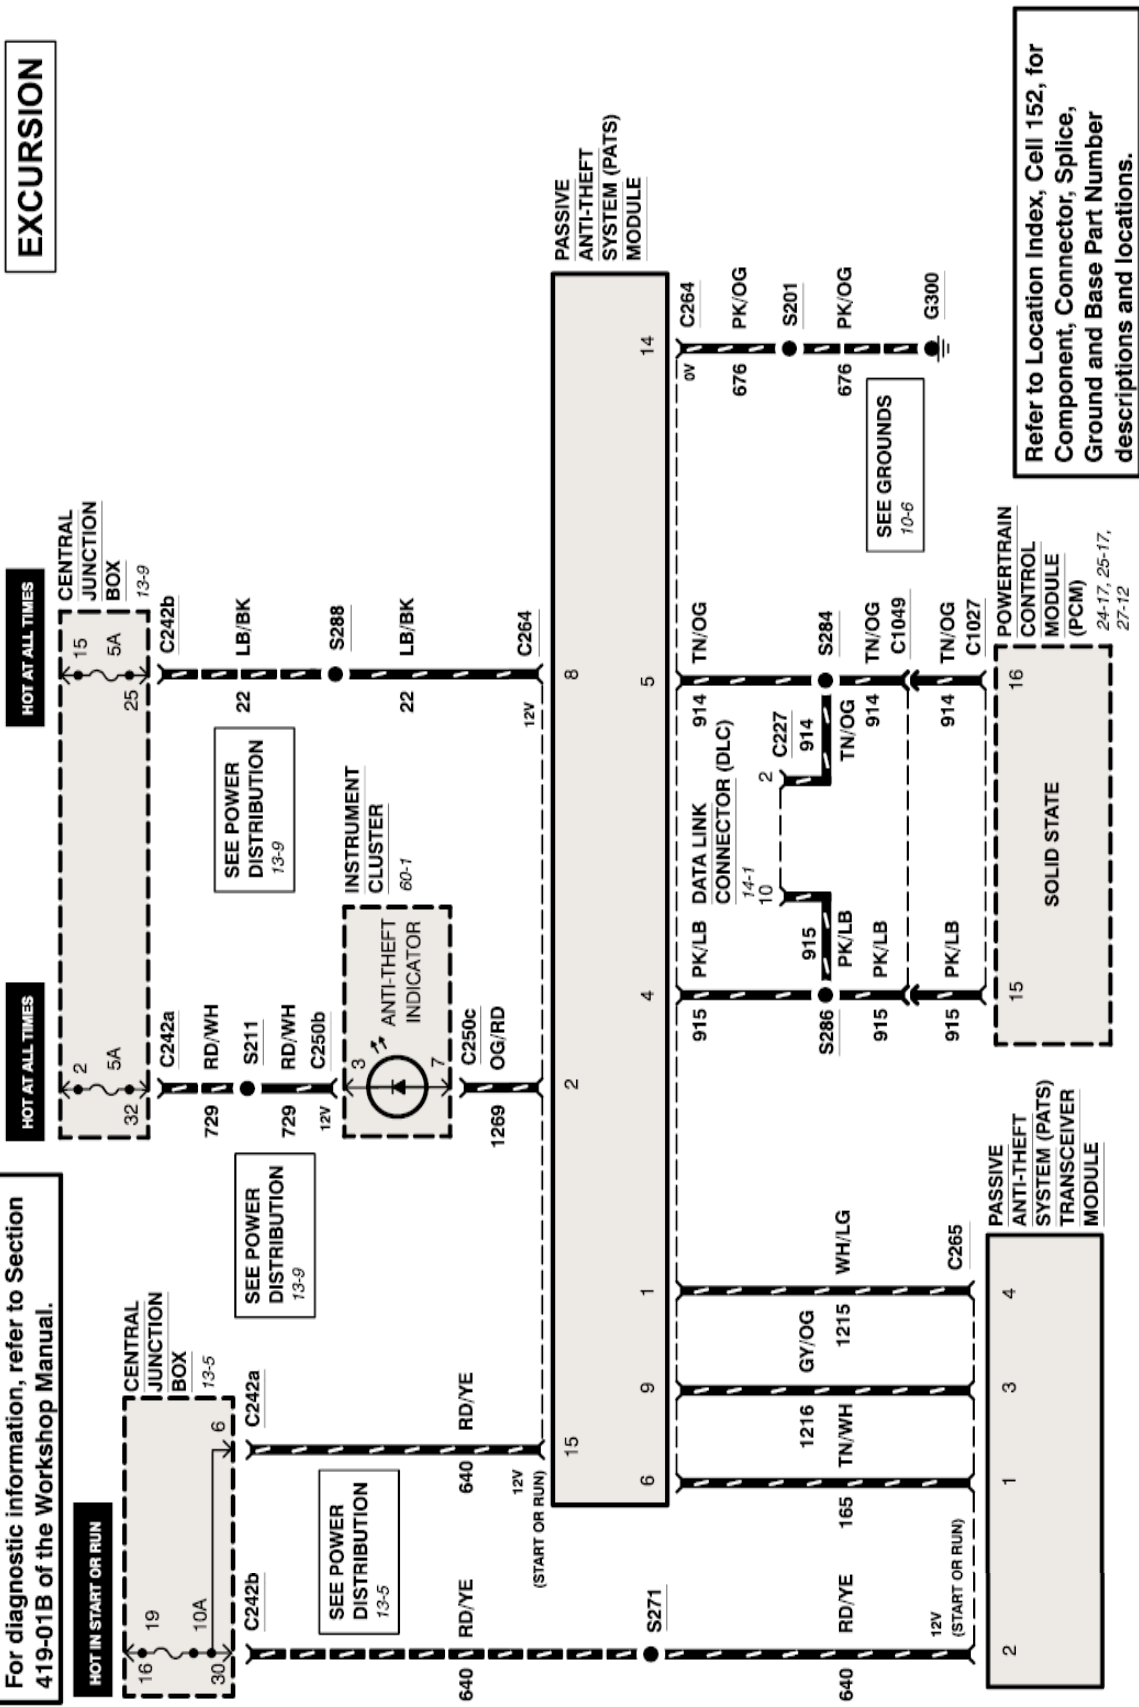 For diagnostic information, refer to Section
419-01B of the Workshop Manual.
EXCURSION
HOT IN START OR RUN
HOT AT ALL TIMES
HOT AT ALL TIMES
16
19
10A
30
6
CENTRAL
JUNCTION
BOX
13-5
2
5A
32
15
5A
25
CENTRAL
JUNCTION
BOX
13-9
C242b
C242a
C242a
C242b
SEE POWER
DISTRIBUTION
13-5
SEE POWER
DISTRIBUTION
13-9
SEE POWER
DISTRIBUTION
13-9
729
RD/WH
S211
729
RD/WH
12V
C250b
3
7
ANTI-THEFT
INDICATOR
INSTRUMENT
CLUSTER
60-1
C250c
1269
OG/RD
22
LB/BK
S288
22
LB/BK
12V
C264
640
RD/YE
640
RD/YE
12V
(START OR RUN)
15
2
8
PASSIVE
ANTI-THEFT
SYSTEM (PATS)
MODULE
6
9
1
4
5
14
S271
165
TN/WH
1216
GY/OG
1215
WH/LG
640
RD/YE
12V
(START OR RUN)
C265
2
1
3
4
PASSIVE
ANTI-THEFT
SYSTEM (PATS)
TRANSCEIVER
MODULE
915
PK/LB
DATA LINK
CONNECTOR (DLC)
14-1
10
2
C227
914
TN/OG
915
PK/LB
914
TN/OG
S286
S284
915
PK/LB
914
TN/OG
C1049
915
PK/LB
914
TN/OG
C1027
15
16
SOLID STATE
POWERTRAIN
CONTROL
MODULE
(PCM)
24-17, 25-17,
27-12
0V
C264
676
PK/OG
S201
676
PK/OG
G300
SEE GROUNDS
10-6
Refer to Location Index, Cell 152, for
Component, Connector, Splice,
Ground and Base Part Number
descriptions and locations.